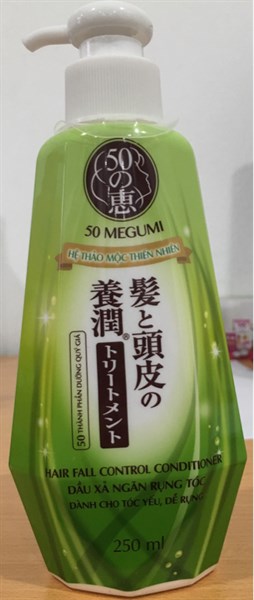 50の恵
50 MEGUMI
HỆ THẢO MỘC THIÊN NHIÊN
髪と頭皮の
養潤®
トリートメント
50 THÀNH PHẦN DƯỠNG QUÝ GIÁ
HAIR FALL CONTROL CONDITIONER
DẦU XẢ NGĂN RỤNG TÓC
DÀNH CHO TÓC YẾU, DỄ RỤNG
250 ml